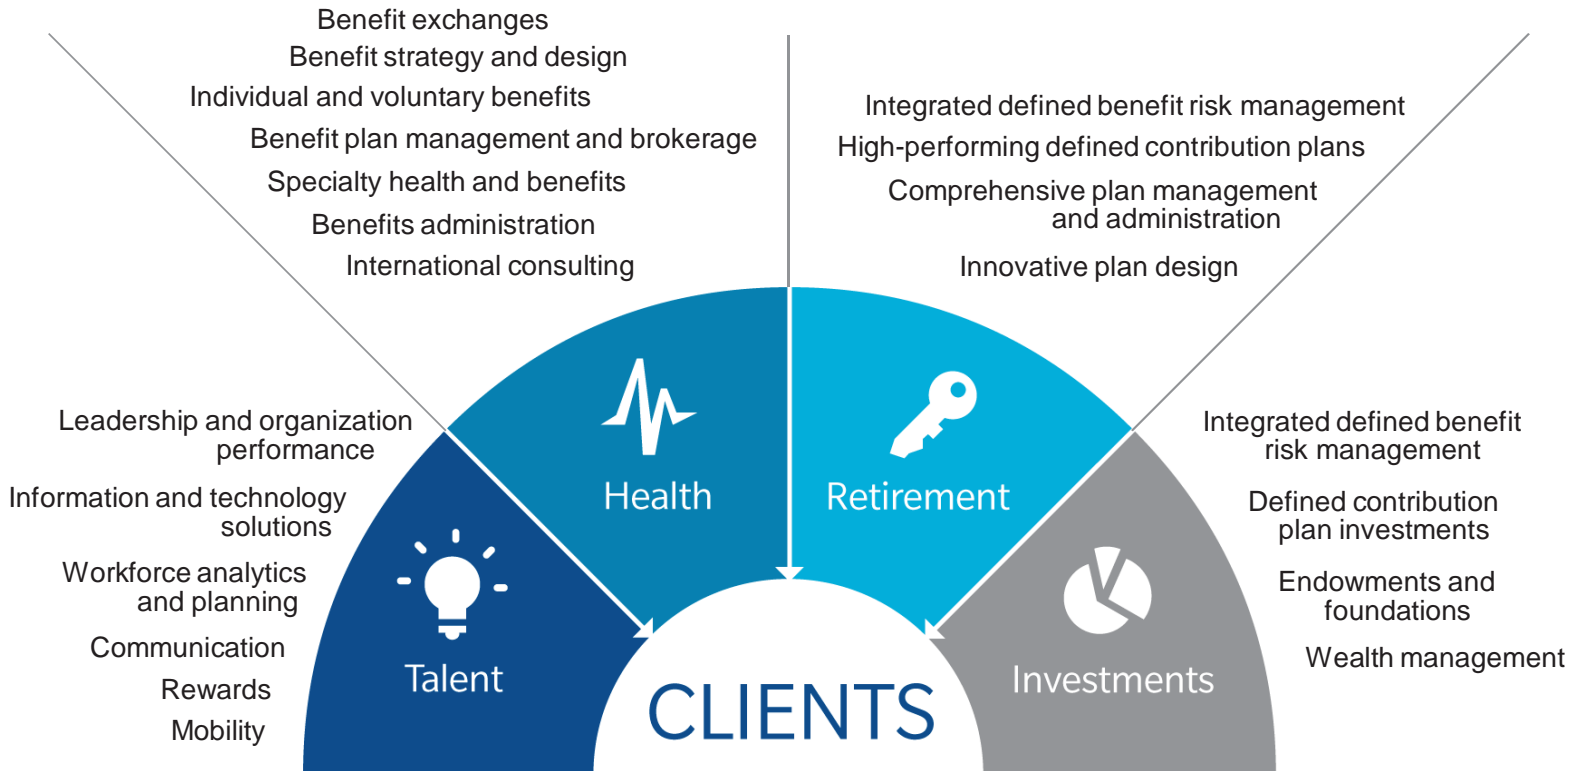 Benefit exchanges
Benefit strategy and design
Individual and voluntary benefits
Benefit plan management and brokerage
Specialty health and benefits
Benefits administration
International consulting
Integrated defined benefit risk management
High-performing defined contribution plans
Comprehensive plan management
and administration
Innovative plan design
Leadership and organization
performance
Information and technology
solutions
Workforce analytics
and planning
Communication
Rewards
Mobility
Talent
Health
Retirement
Investments
CLIENTS
Integrated defined benefit
risk management
Defined contribution
plan investments
Endowments and
foundations
Wealth management